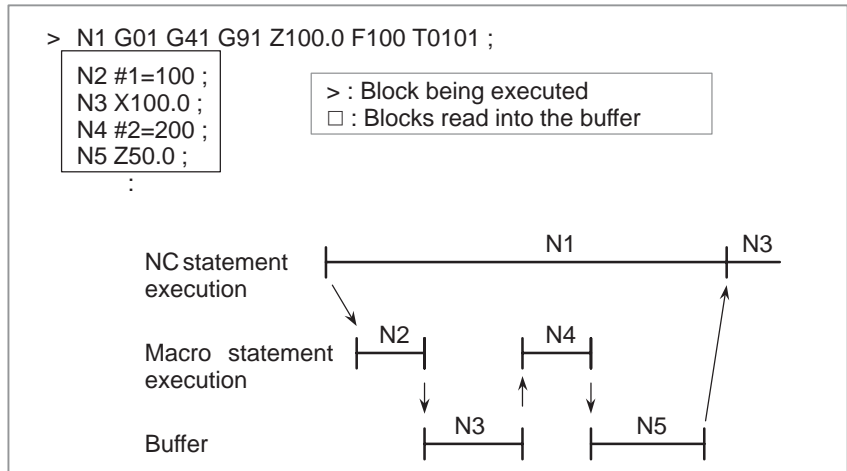 > N1 G01 G41 G91 Z100.0 F100 T0101 ;
N2 #1=100 ;
N3 X100.0 ;
N4 #2=200 ;
N5 Z50.0 ;
:
> : Block being executed
□ : Blocks read into the buffer
N1 N3
NC statement
execution
N2 N4
Macro statement
execution
N3 N5
Buffer